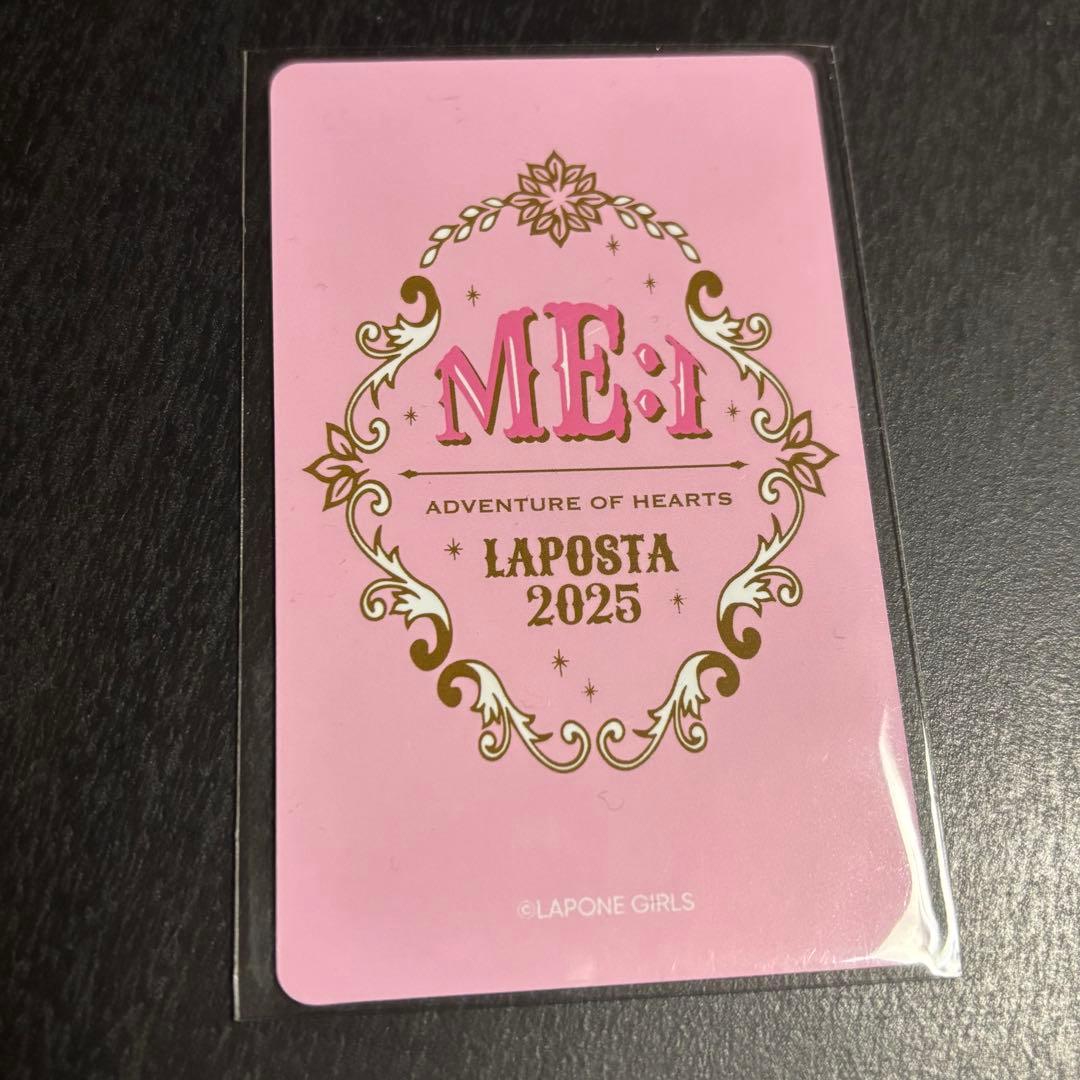 ME:I
ADVENTURE OF HEARTS
LAPOSTA
2025
©LAPONE GIRLS